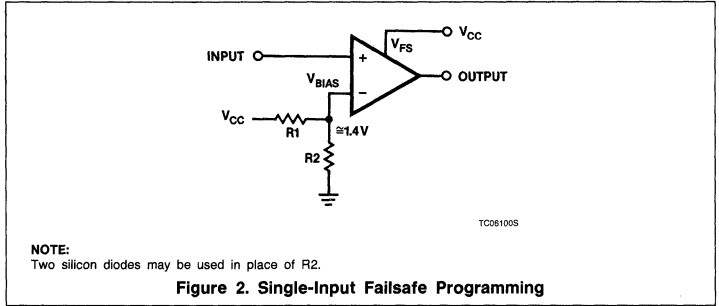 V_CC
V_FS
INPUT
+
OUTPUT
V_BIAS
−
V_CC
≅1.4V
R1
R2
TC08100S
NOTE:
Two silicon diodes may be used in place of R2.
Figure 2. Single-Input Failsafe Programming